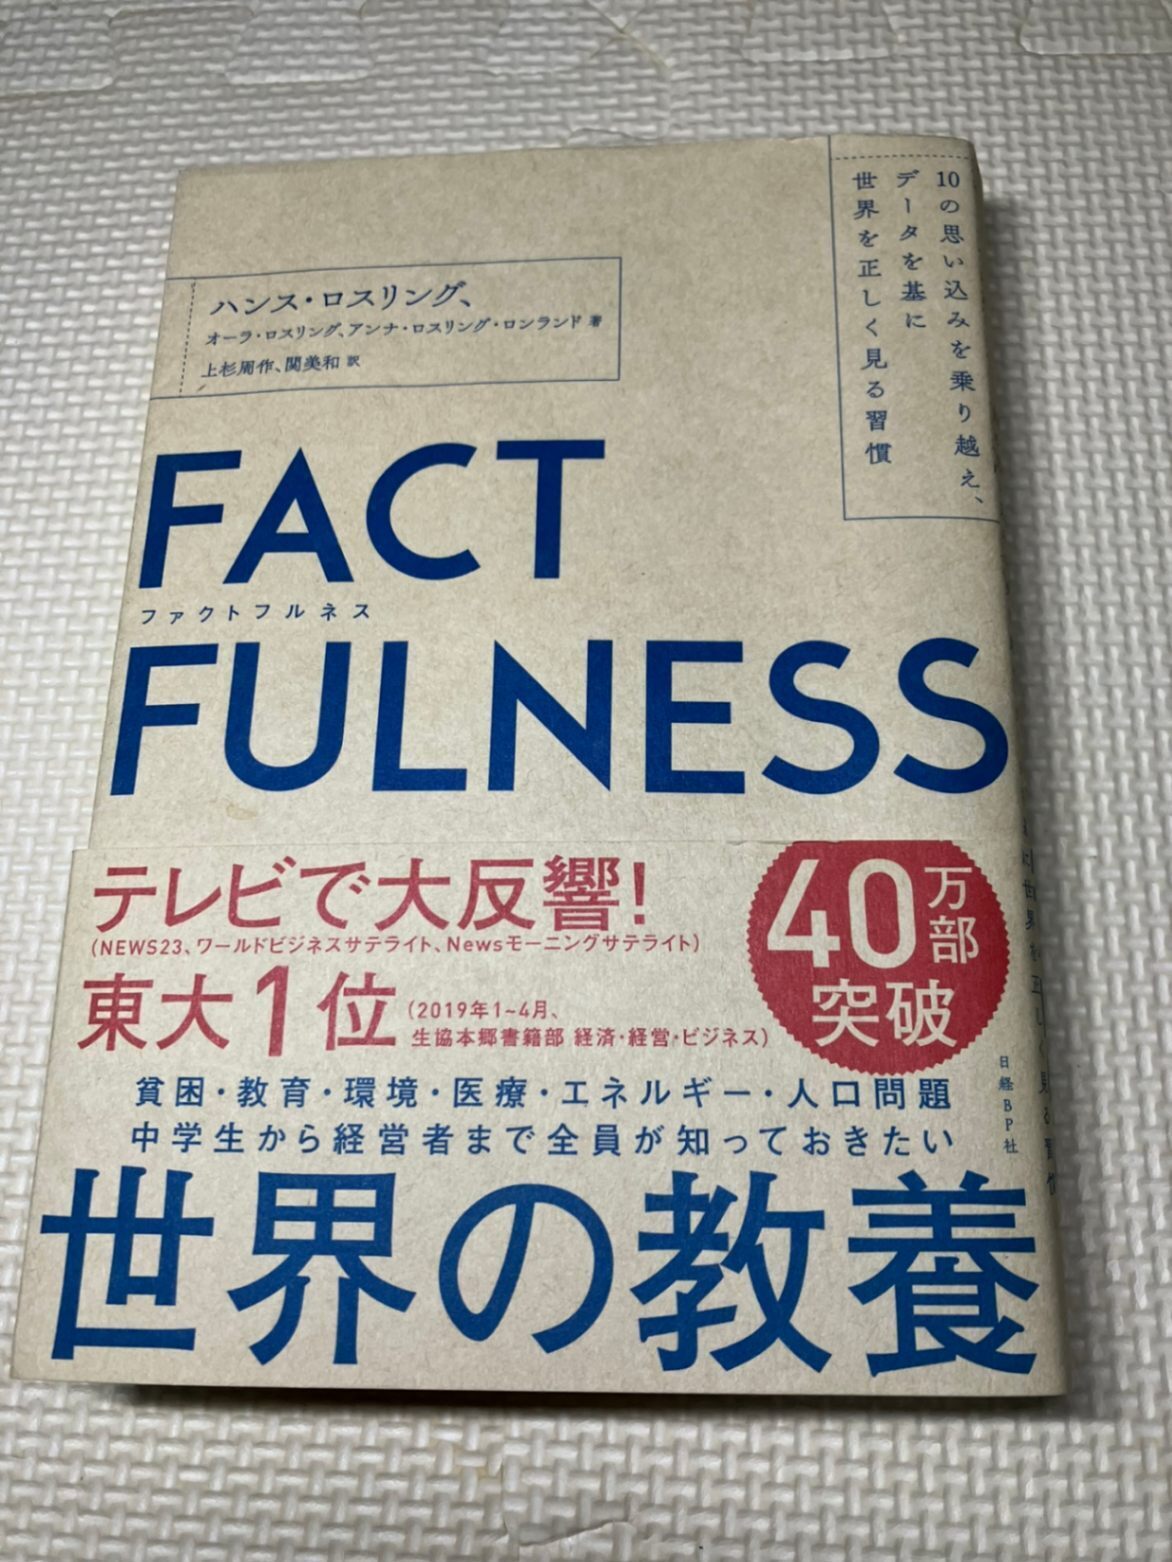 10の思い込みを乗り越え、
データを基に
世界を正しく見る習慣
ハンス・ロスリング、
オーラ・ロスリング、アンナ・ロスリング・ロンランド 著
上杉周作、関美和 訳
FACT
ファクトフルネス
FULNESS
テレビで大反響!
(NEWS23、ワールドビジネスサテライト、Newsモーニングサテライト)
東大1位
(2019年1~4月、
生協本郷書籍部 経済・経営・ビジネス)
40万部
突破
貧困・教育・環境・医療・エネルギー・人口問題
中学生から経営者まで全員が知っておきたい
世界の教養
日経BP社